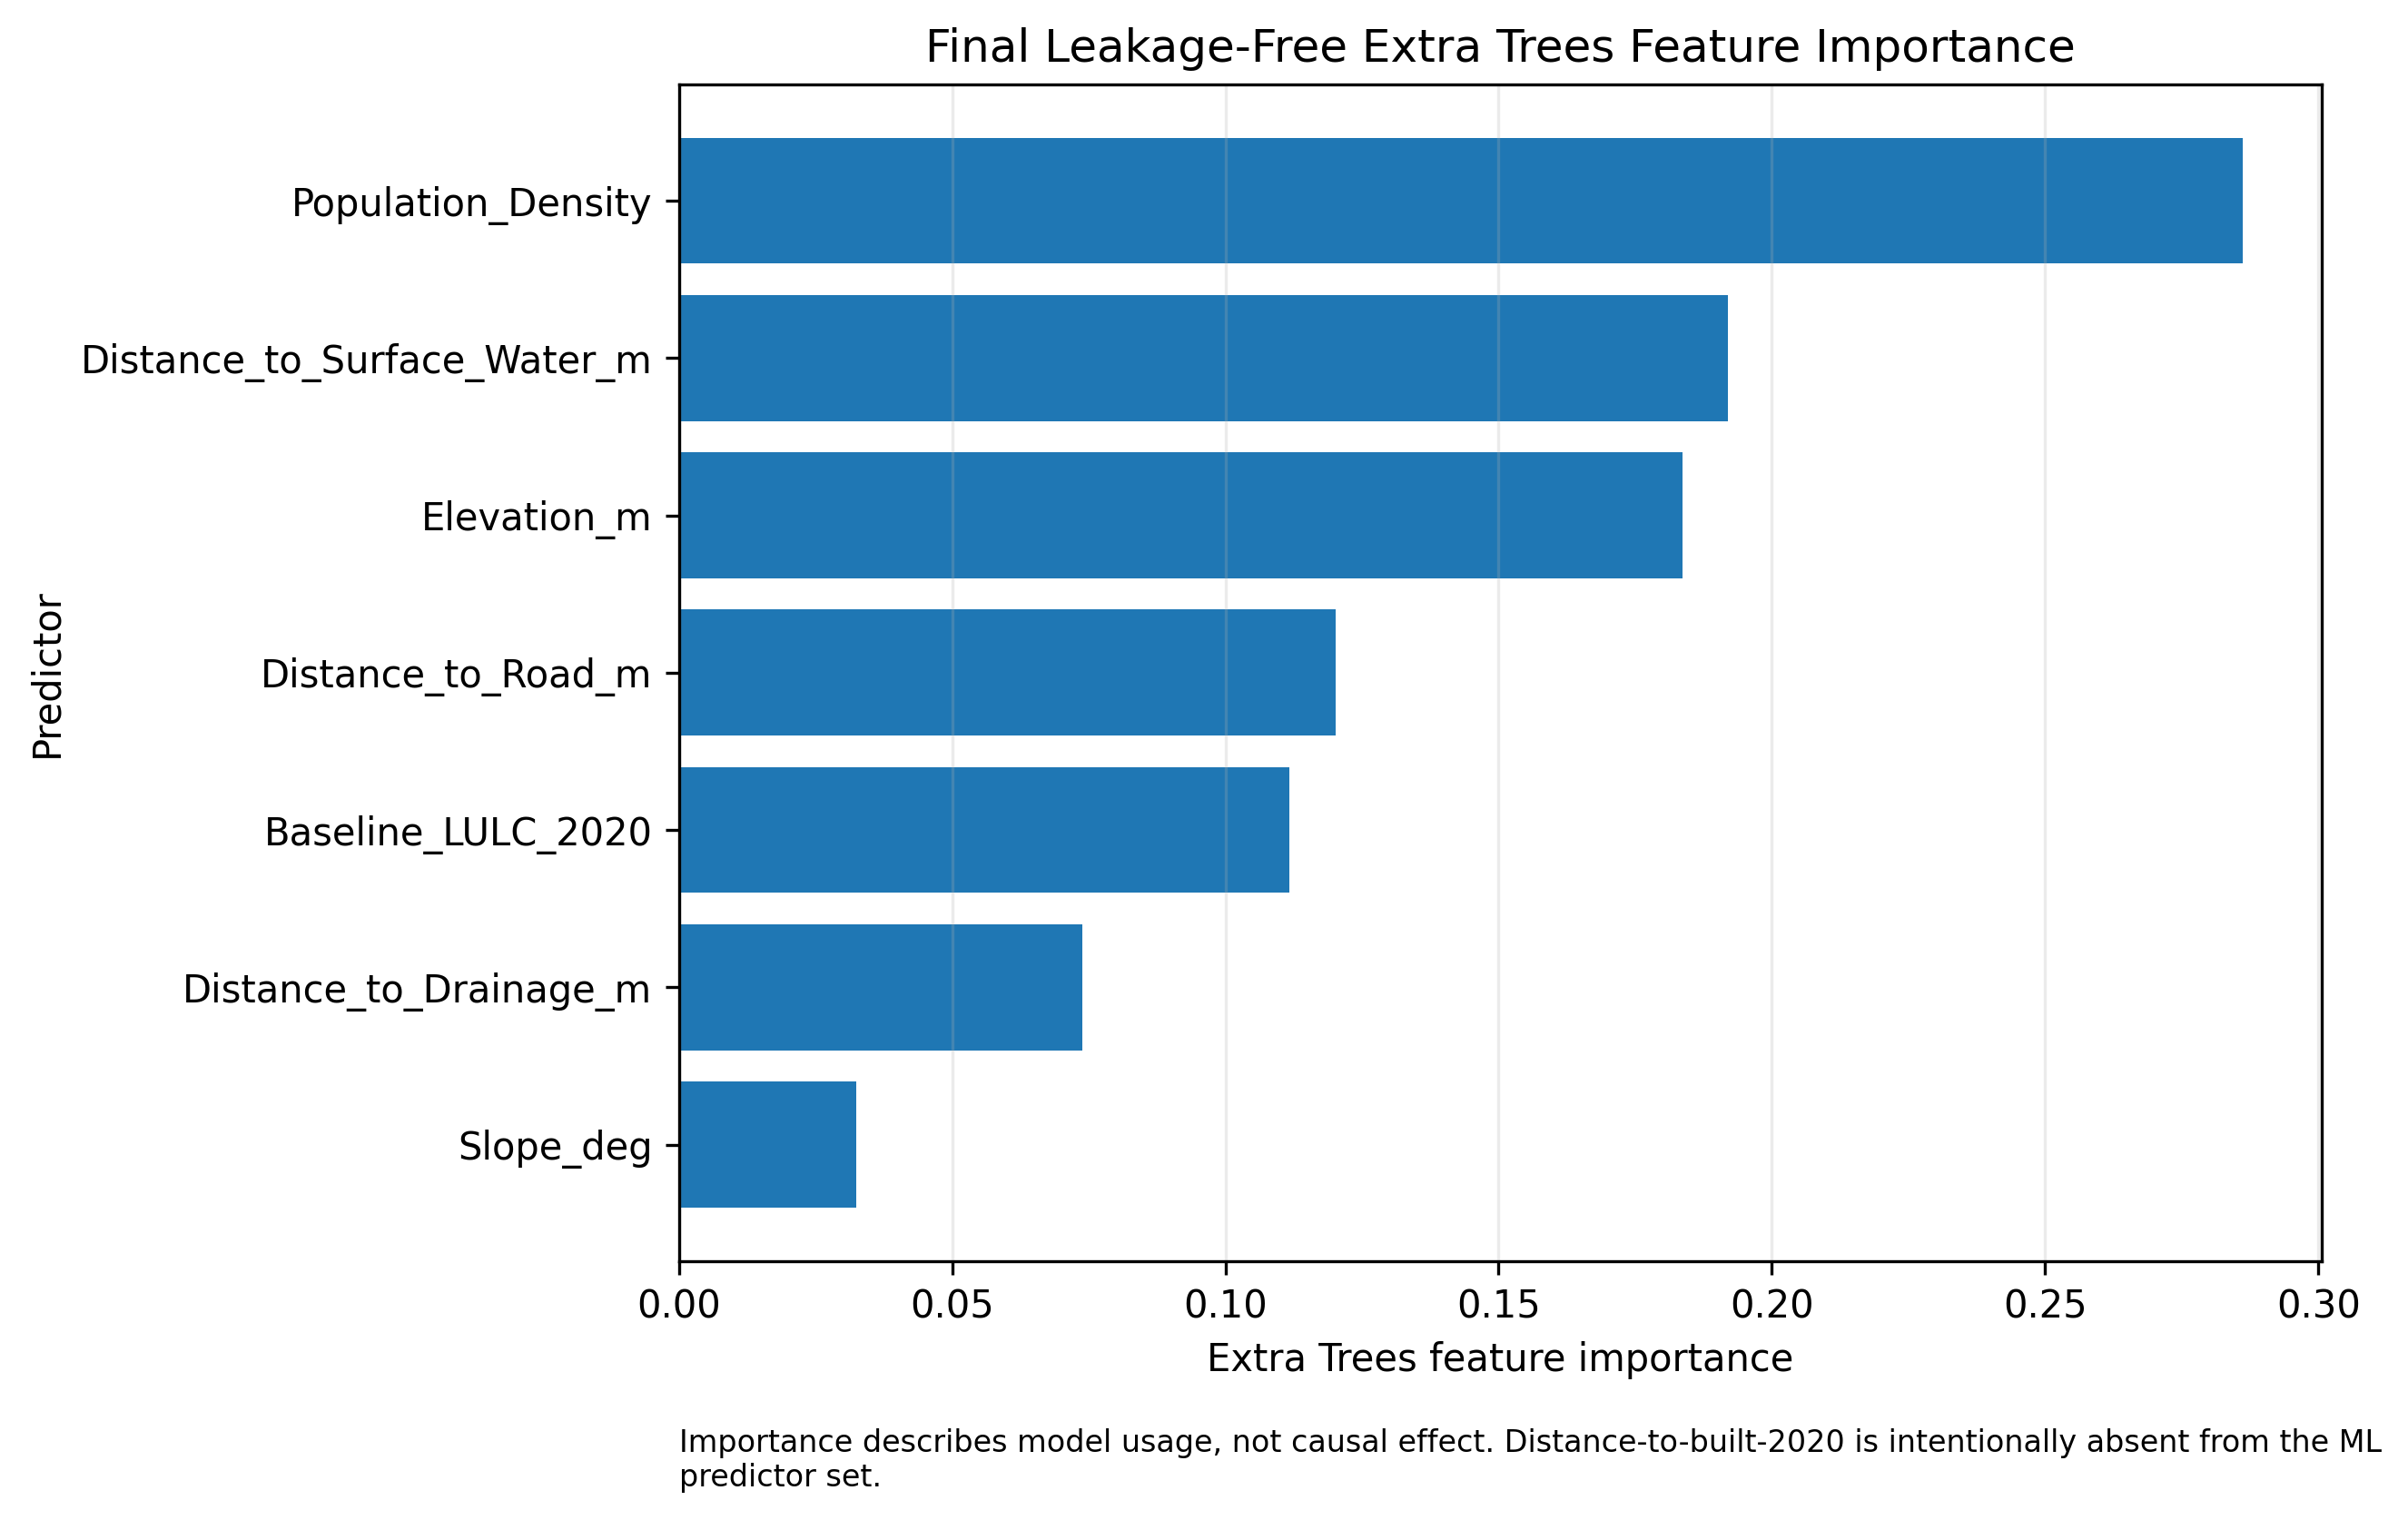 Final Leakage-Free Extra Trees Feature Importance
Predictor
Population_Density
Distance_to_Surface_Water_m
Elevation_m
Distance_to_Road_m
Baseline_LULC_2020
Distance_to_Drainage_m
Slope_deg
0.00 0.05 0.10 0.15 0.20 0.25 0.30
Extra Trees feature importance
Importance describes model usage, not causal effect. Distance-to-built-2020 is intentionally absent from the ML
predictor set.